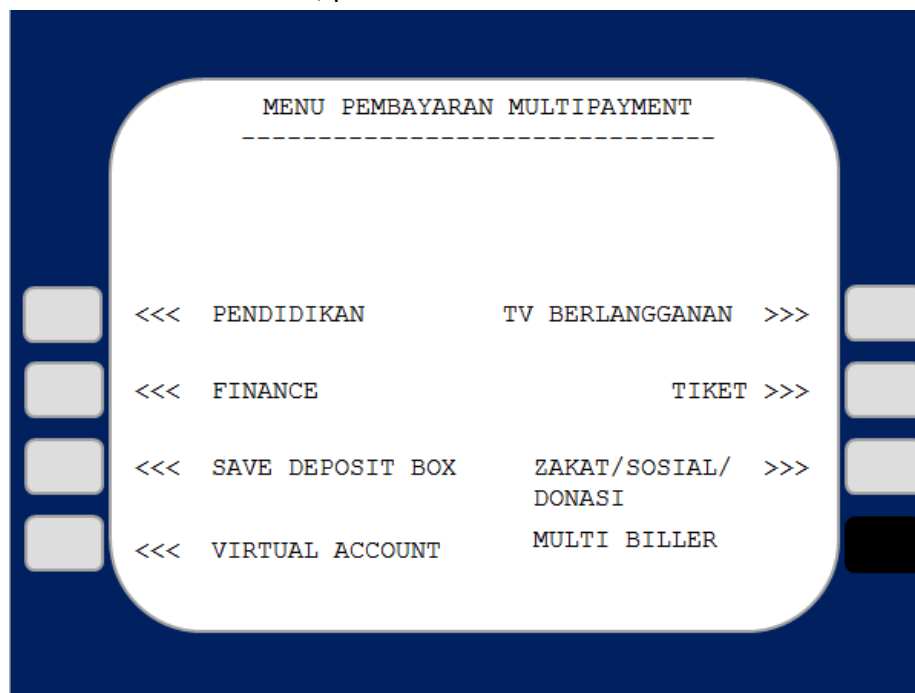 MENU PEMBAYARAN MULTIPAYMENT
-------------------------------
<<< PENDIDIKAN TV BERLANGGANAN >>>
<<< FINANCE TIKET >>>
<<< SAVE DEPOSIT BOX ZAKAT/SOSIAL/ >>>
DONASI
<<< VIRTUAL ACCOUNT MULTI BILLER